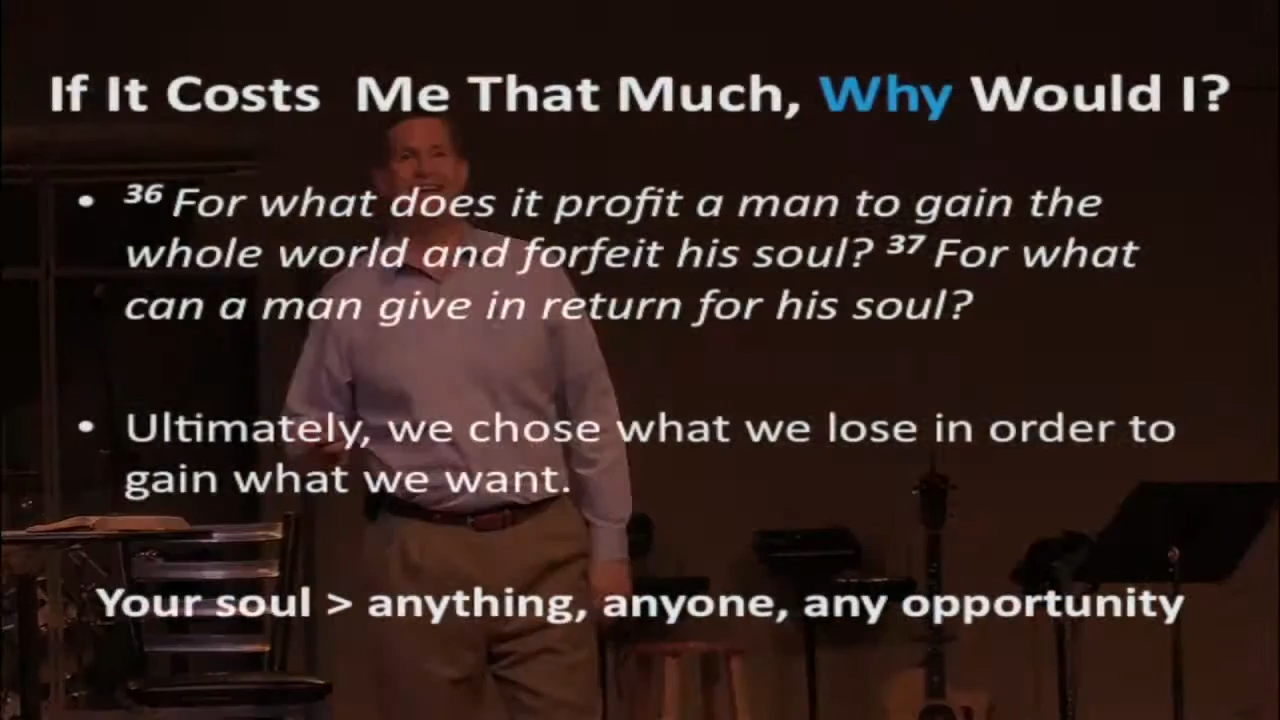 If It Costs  Me That Much, Why Would I?
• ³⁶ For what does it profit a man to gain the
whole world and forfeit his soul? ³⁷ For what
can a man give in return for his soul?
• Ultimately, we chose what we lose in order to
gain what we want.
Your soul > anything, anyone, any opportunity